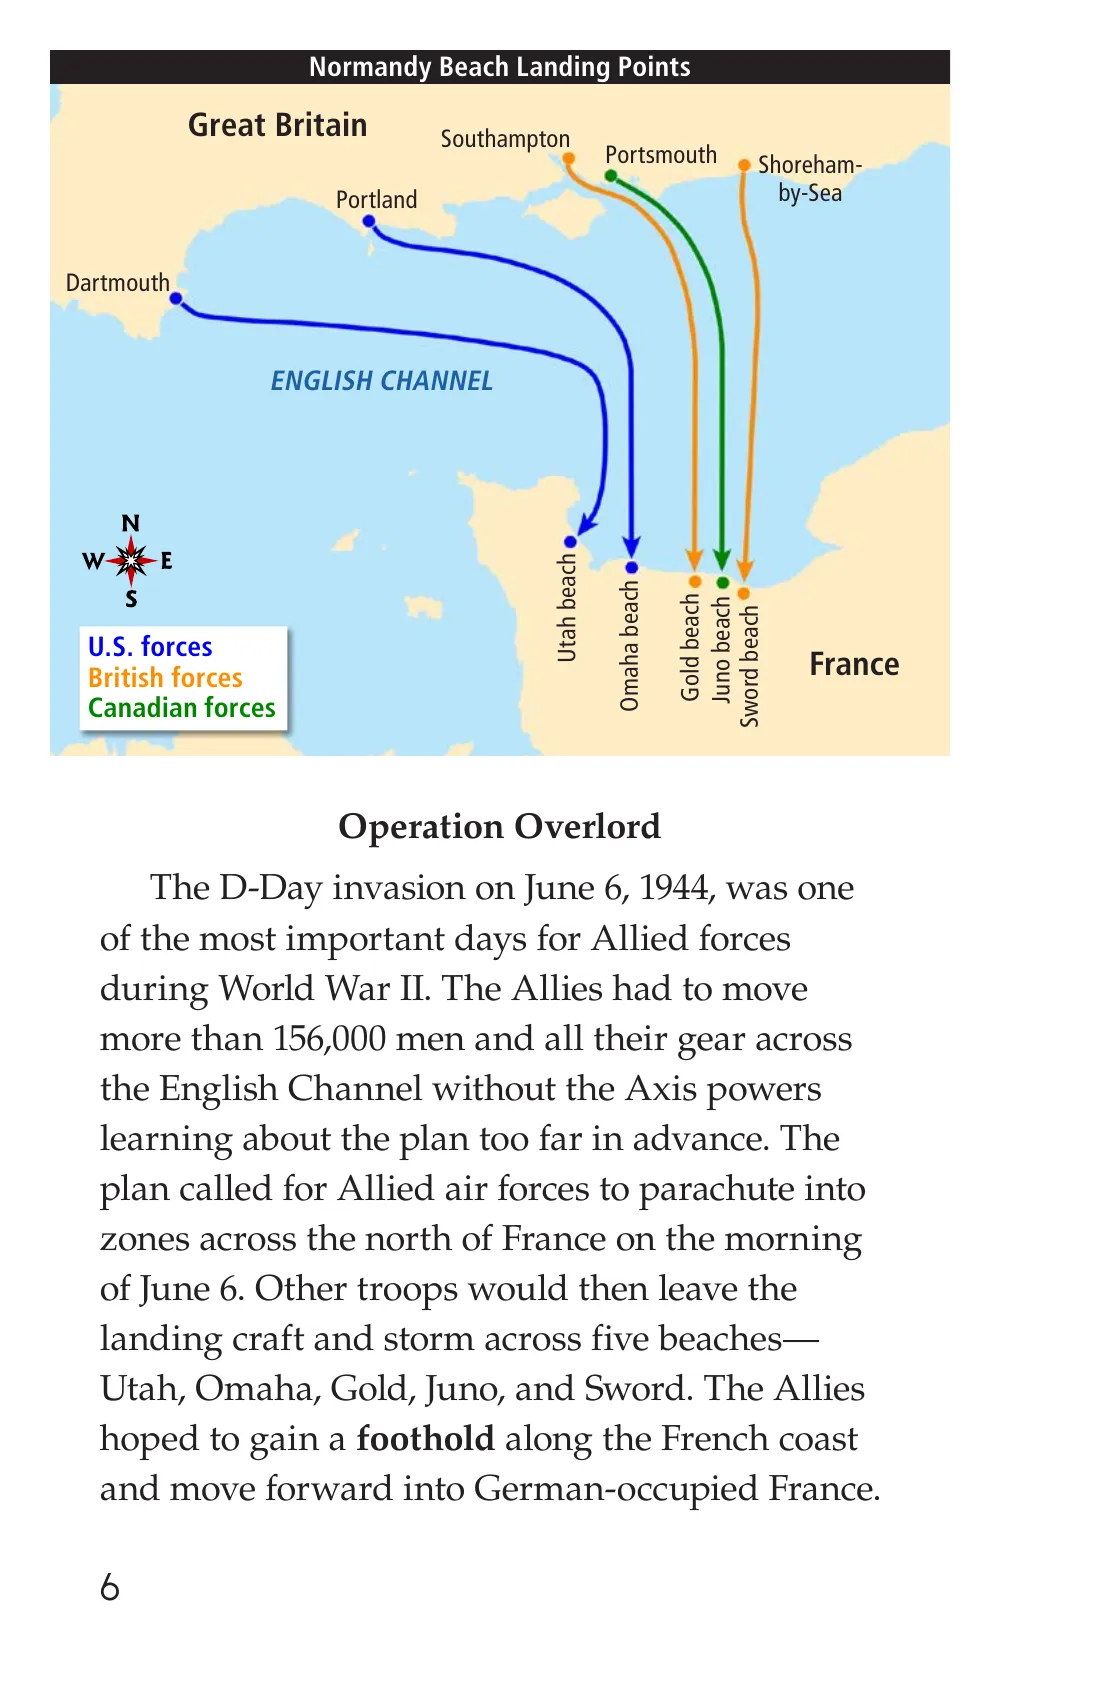 Normandy Beach Landing Points
Great Britain
Southampton
Portsmouth
Shoreham-
by-Sea
Portland
Dartmouth
ENGLISH CHANNEL
N
W E
S
U.S. forces
British forces
Canadian forces
Utah beach
Omaha beach
Gold beach
Juno beach
Sword beach
France
Operation Overlord
The D-Day invasion on June 6, 1944, was one
of the most important days for Allied forces
during World War II. The Allies had to move
more than 156,000 men and all their gear across
the English Channel without the Axis powers
learning about the plan too far in advance. The
plan called for Allied air forces to parachute into
zones across the north of France on the morning
of June 6. Other troops would then leave the
landing craft and storm across five beaches—
Utah, Omaha, Gold, Juno, and Sword. The Allies
hoped to gain a foothold along the French coast
and move forward into German-occupied France.
6